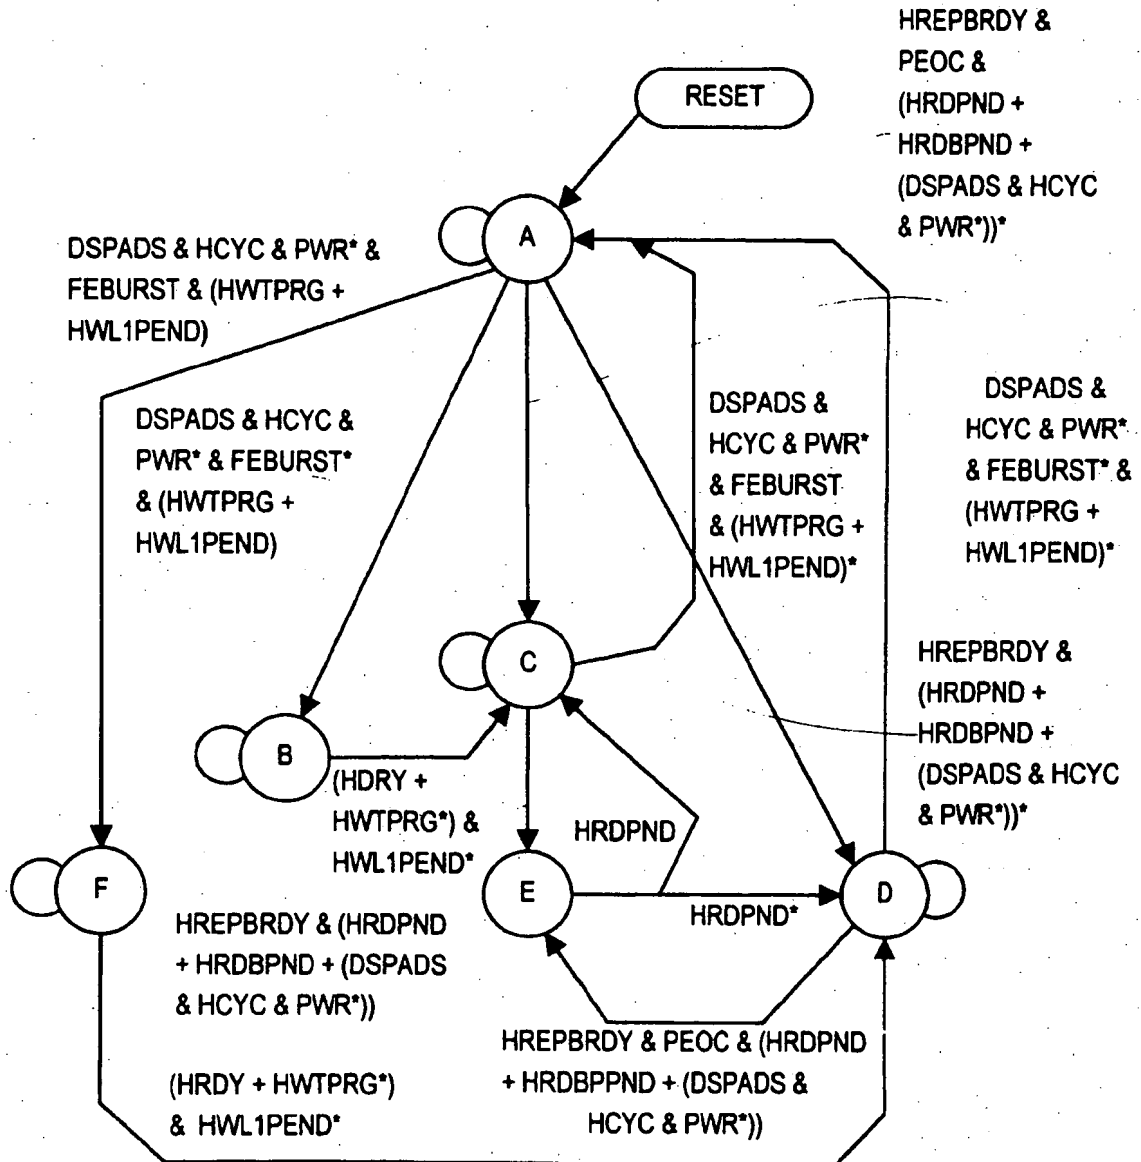 HREPBRDY &
PEOC &
(HRDPND +
HRDBPND +
(DSPADS & HCYC
& PWR*))*
RESET
A
DSPADS & HCYC & PWR* &
FEBURST & (HWTPRG +
HWL1PEND)
DSPADS & HCYC &
PWR* & FEBURST*
& (HWTPRG +
HWL1PEND)
DSPADS &
HCYC & PWR*
& FEBURST
& (HWTPRG +
HWL1PEND)*
DSPADS &
HCYC & PWR*
& FEBURST* &
(HWTPRG +
HWL1PEND)*
C
HREPBRDY &
(HRDPND +
HRDBPND +
(DSPADS & HCYC
& PWR*))*
B
(HDRY +
HWTPRG*) &
HWL1PEND*
HRDPND
F
E
HRDPND*
D
HREPBRDY & (HRDPND
+ HRDBPND + (DSPADS
& HCYC & PWR*))
HREPBRDY & PEOC & (HRDPND
+ HRDBPPND + (DSPADS &
HCYC & PWR*))
(HRDY + HWTPRG*)
& HWL1PEND*